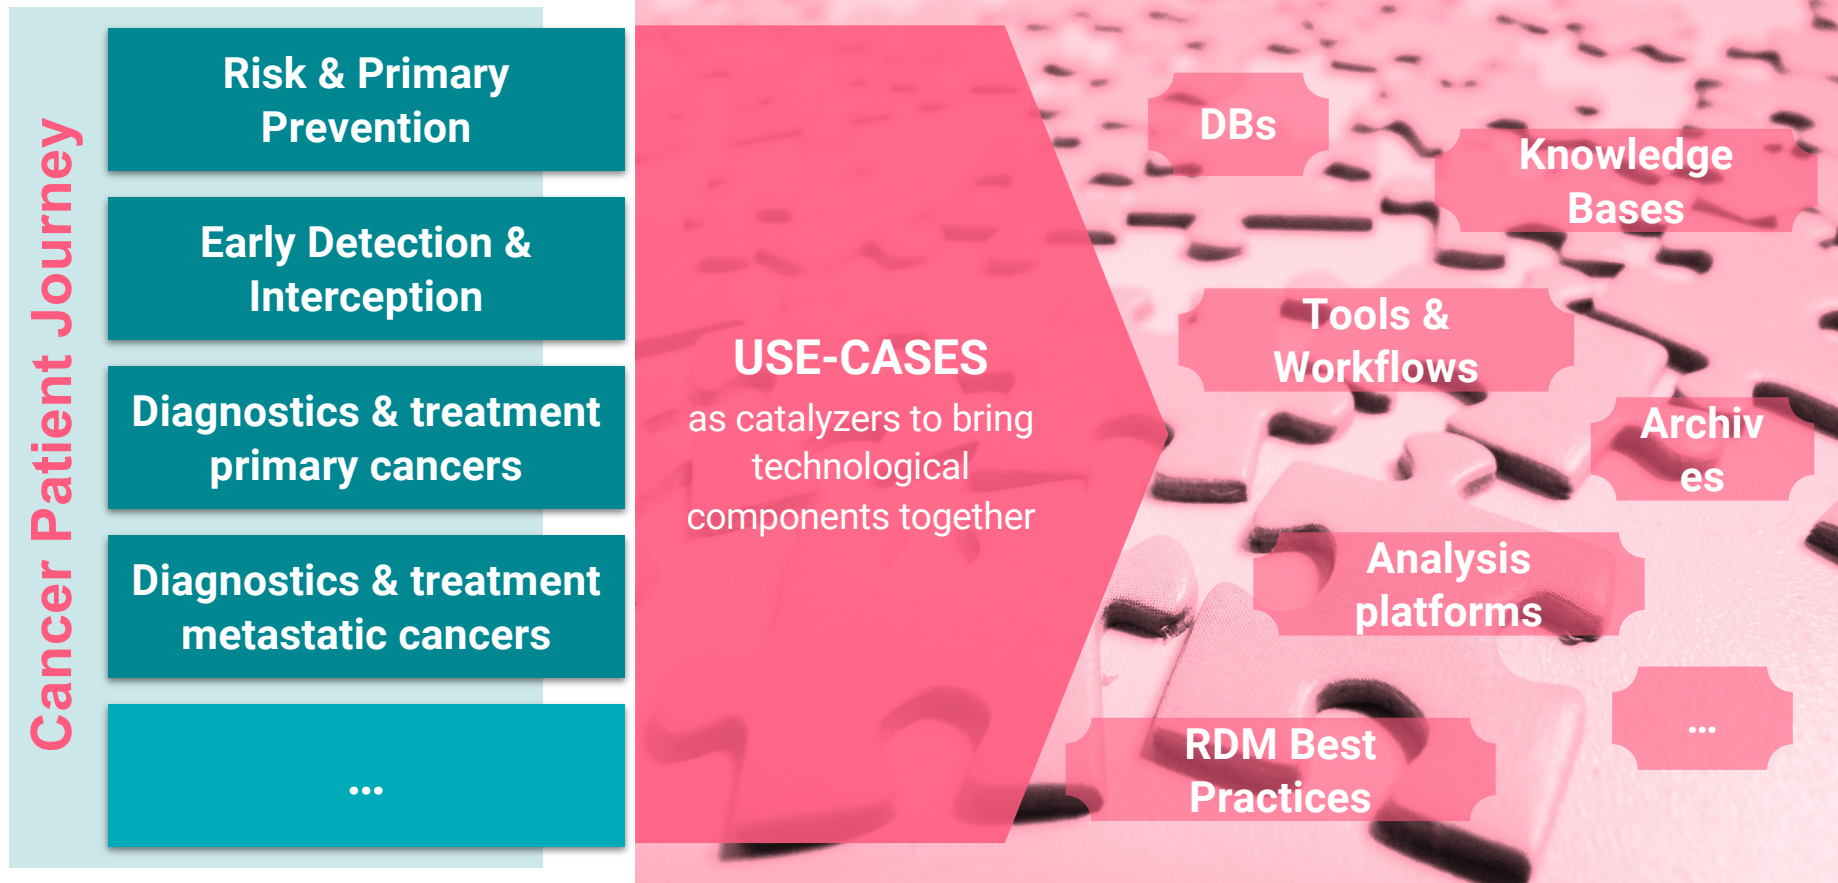 Cancer Patient Journey
Risk & Primary
Prevention
Early Detection &
Interception
Diagnostics & treatment
primary cancers
Diagnostics & treatment
metastatic cancers
...
USE-CASES
as catalyzers to bring
technological
components together
DBs
Knowledge
Bases
Tools &
Workflows
Archiv
es
Analysis
platforms
...
RDM Best
Practices